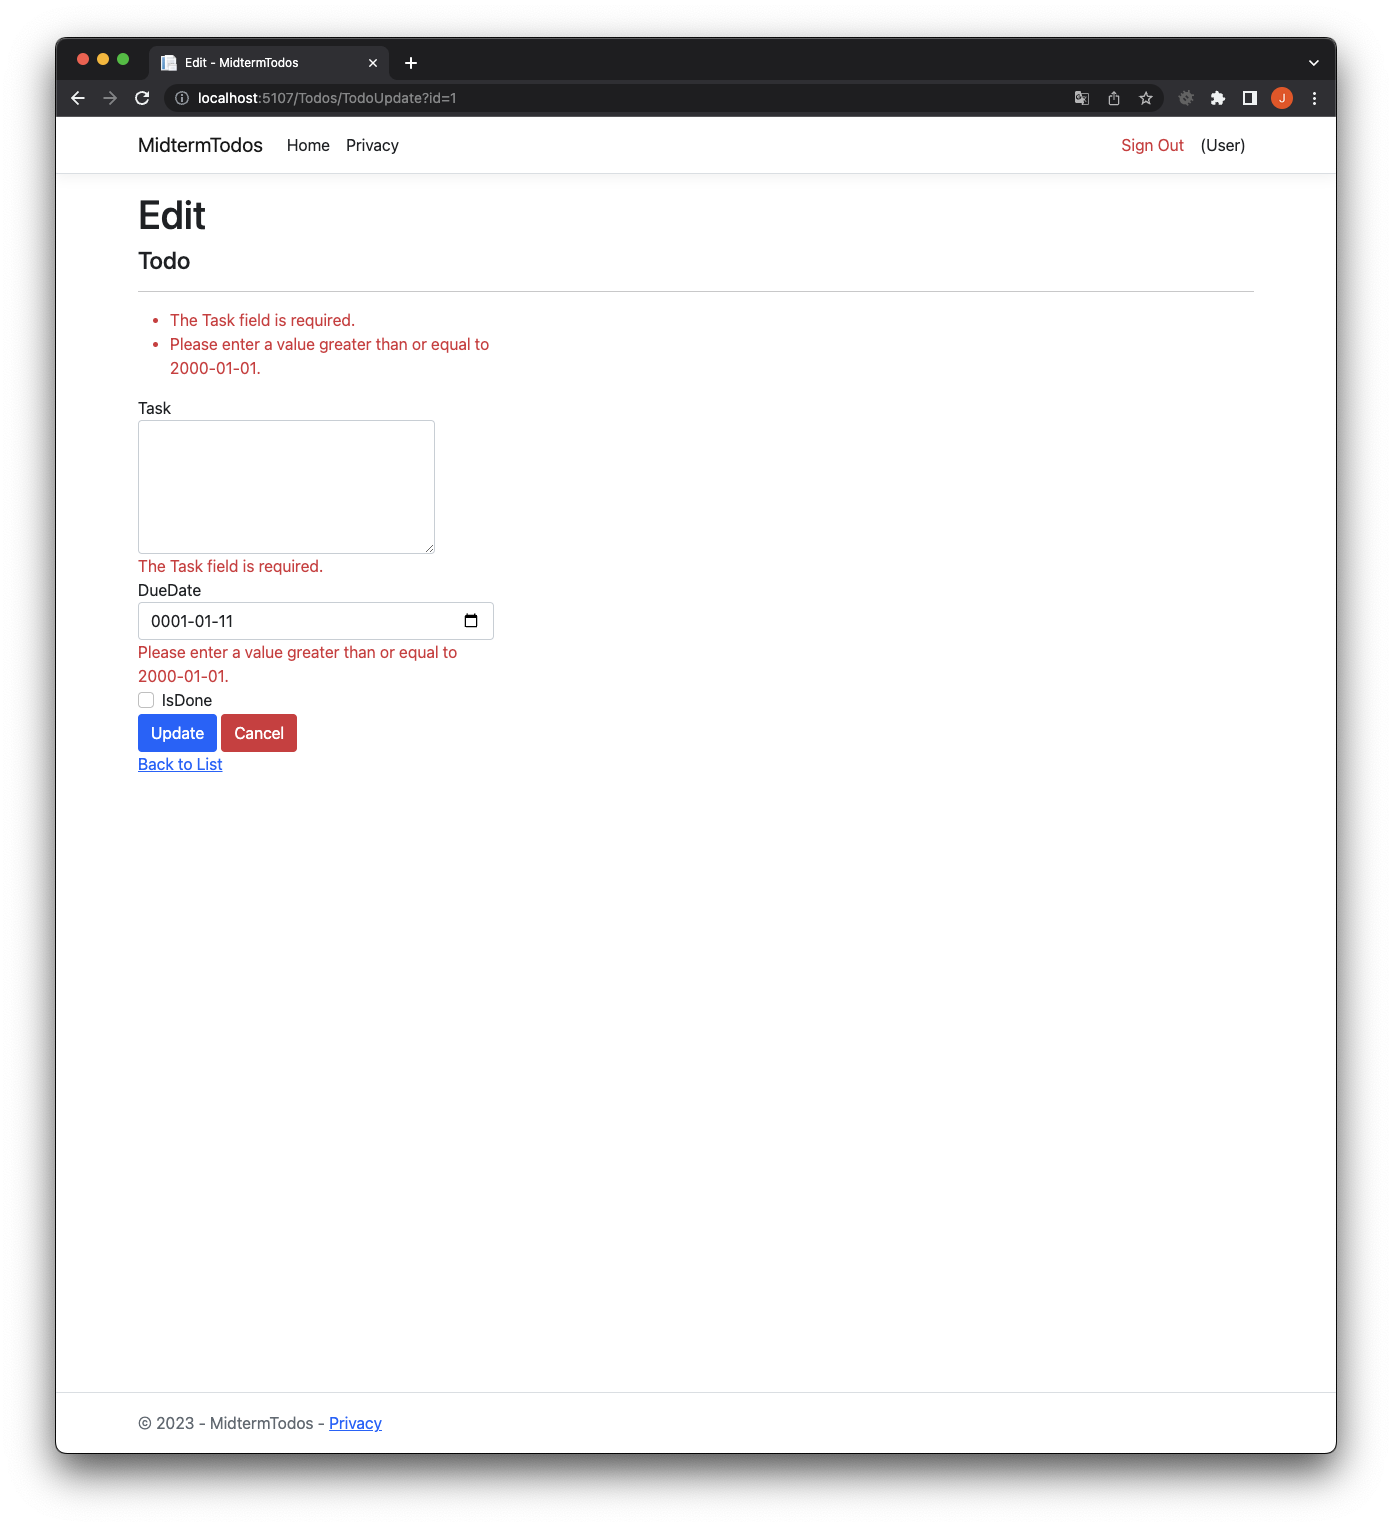 Edit - MidtermTodos
localhost:5107/Todos/TodoUpdate?id=1
J
MidtermTodos Home Privacy Sign Out (User)
Edit
Todo
The Task field is required.
Please enter a value greater than or equal to
2000-01-01.
Task
The Task field is required.
DueDate
0001-01-11
Please enter a value greater than or equal to
2000-01-01.
IsDone
Update Cancel
Back to List
© 2023 - MidtermTodos - Privacy